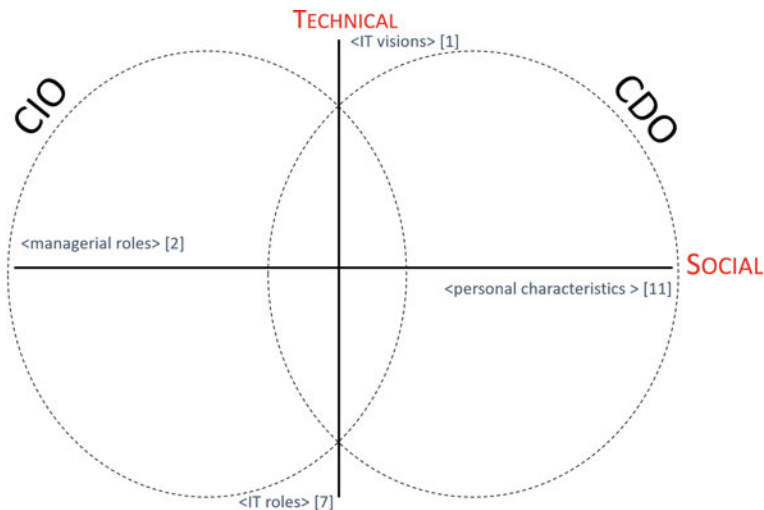 TECHNICAL
<IT visions> [1]
CIO
CDO
<managerial roles> [2]
SOCIAL
<personal characteristics > [11]
<IT roles> [7]